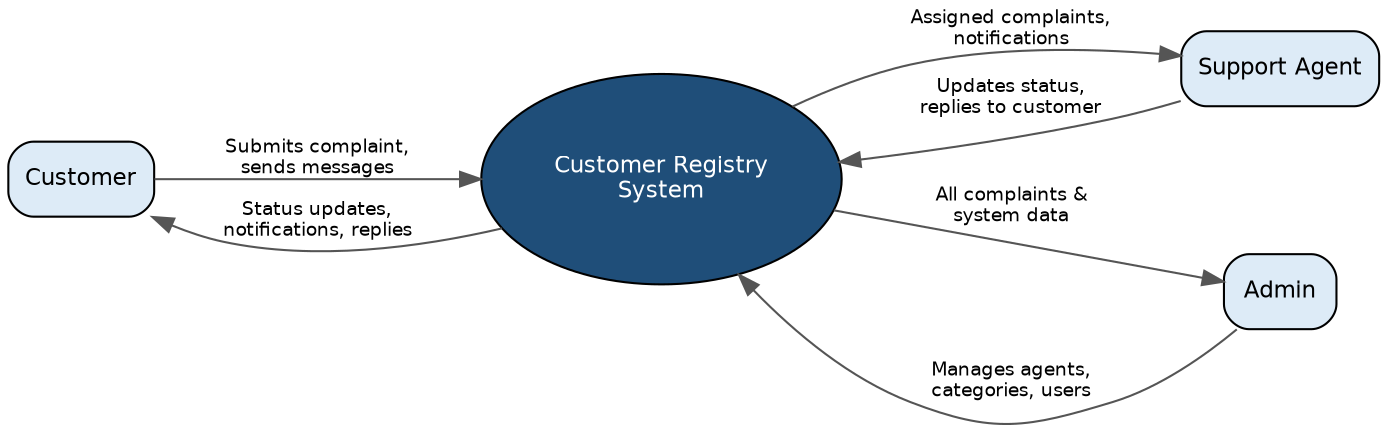 Assigned complaints,
notifications
Support Agent
Updates status,
replies to customer
Submits complaint,
sends messages
Customer
Customer Registry
System
Status updates,
notifications, replies
All complaints &
system data
Admin
Manages agents,
categories, users